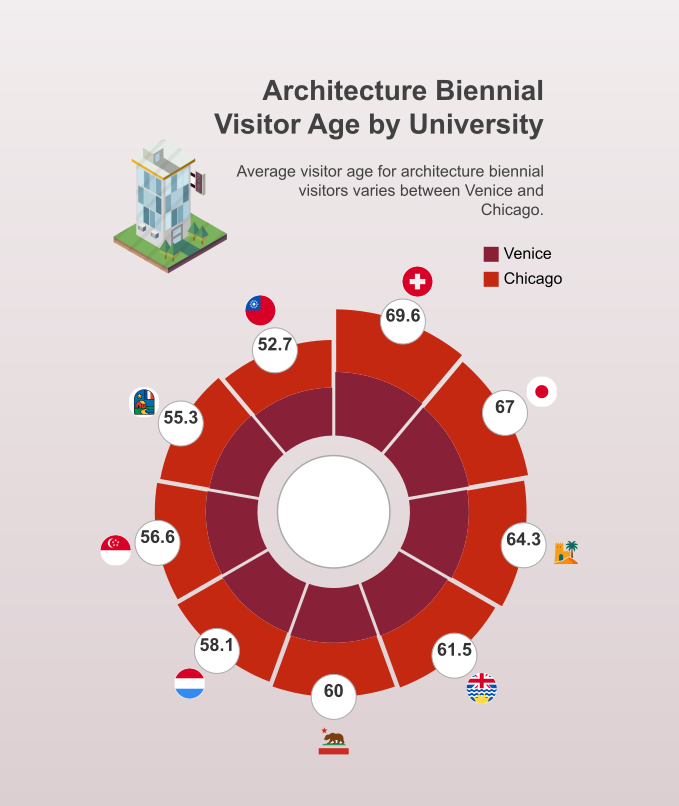 Architecture Biennial
Visitor Age by University
Average visitor age for architecture biennial
visitors varies between Venice and
Chicago.
Venice
Chicago
69.6
52.7
67
55.3
64.3
56.6
61.5
58.1
60